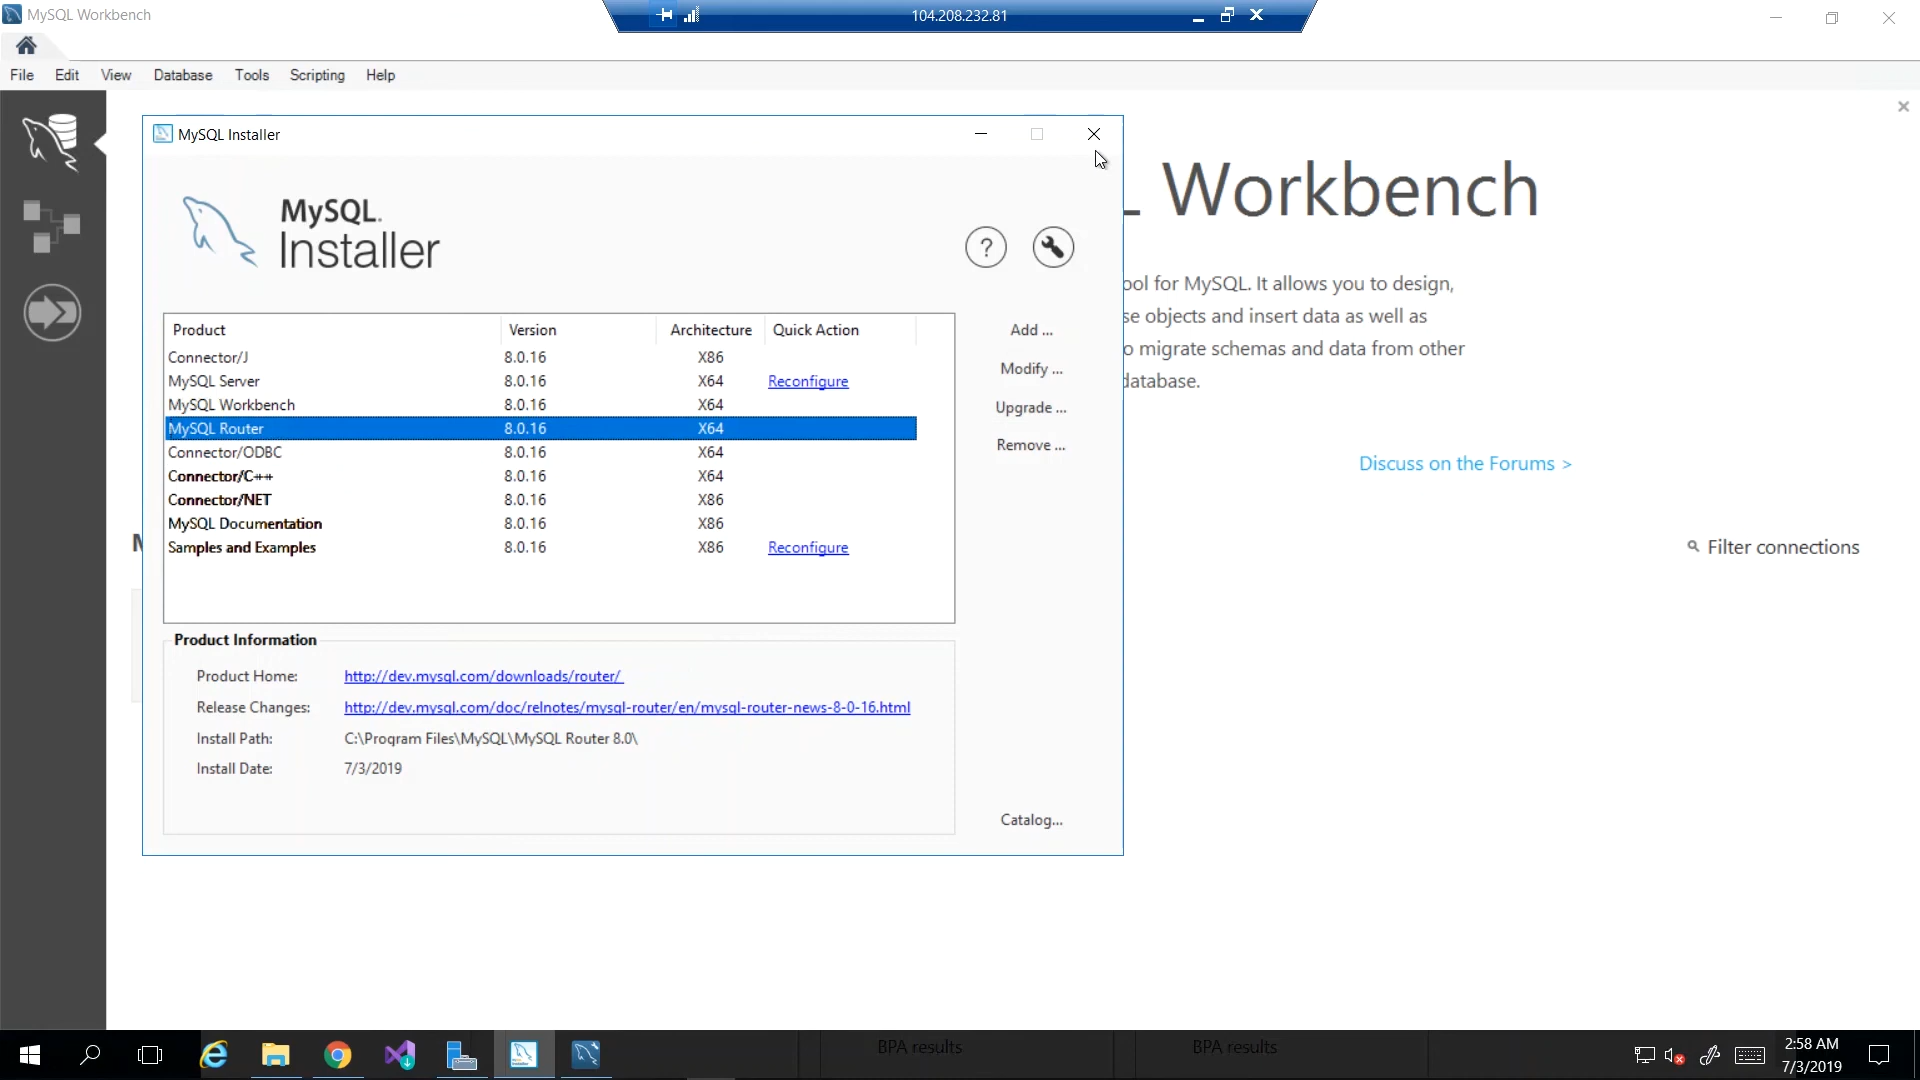 MySQL Workbench
104.208.232.81
File Edit View Database Tools Scripting Help
MySQL Installer
MySQL.
Installer
?
Workbench
ool for MySQL. It allows you to design,
se objects and insert data as well as
o migrate schemas and data from other
database.
Discuss on the Forums >
Filter connections
Product Version Architecture Quick Action
Connector/J 8.0.16 X86
MySQL Server 8.0.16 X64 Reconfigure
MySQL Workbench 8.0.16 X64
MySQL Router 8.0.16 X64
Connector/ODBC 8.0.16 X64
Connector/C++ 8.0.16 X64
Connector/NET 8.0.16 X86
MySQL Documentation 8.0.16 X86
Samples and Examples 8.0.16 X86 Reconfigure
Add ...
Modify ...
Upgrade ...
Remove ...
Product Information
Product Home: http://dev.mysql.com/downloads/router/
Release Changes: http://dev.mysql.com/doc/relnotes/mysql-router/en/mysql-router-news-8-0-16.html
Install Path: C:\Program Files\MySQL\MySQL Router 8.0\
Install Date: 7/3/2019
Catalog...
BPA results
BPA results
2:58 AM
7/3/2019